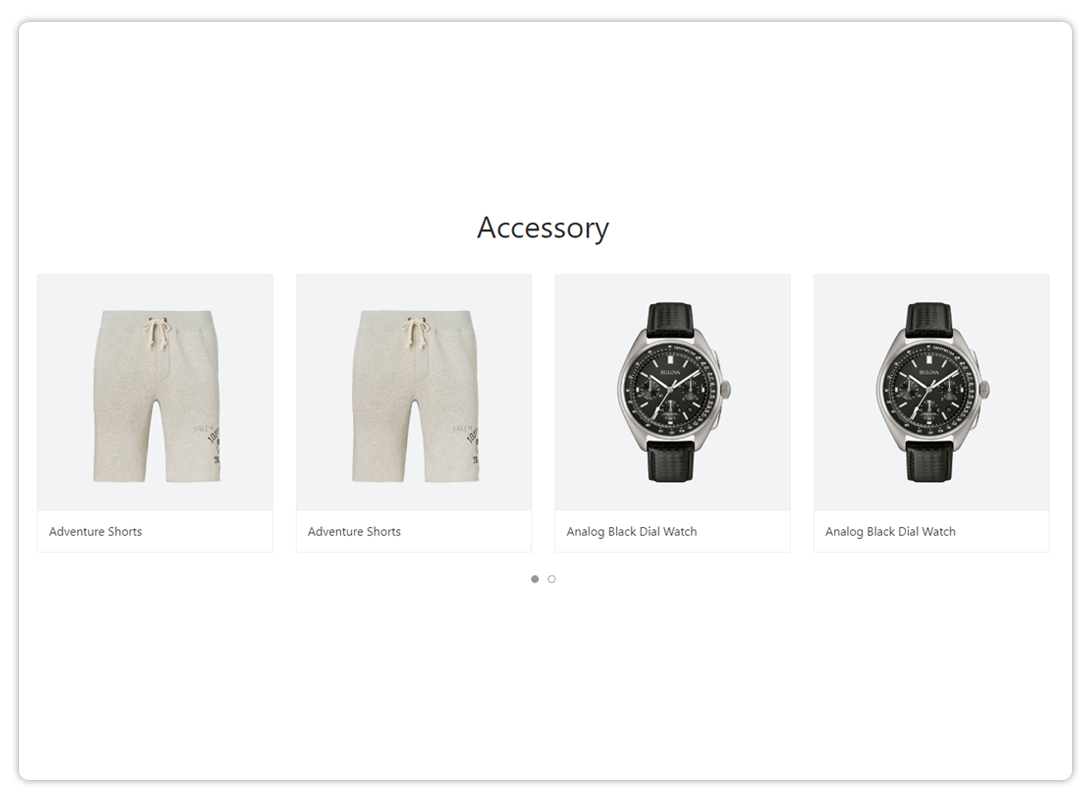 Accessory
Adventure Shorts
Adventure Shorts
Analog Black Dial Watch
Analog Black Dial Watch
BULOVA
BULOVA